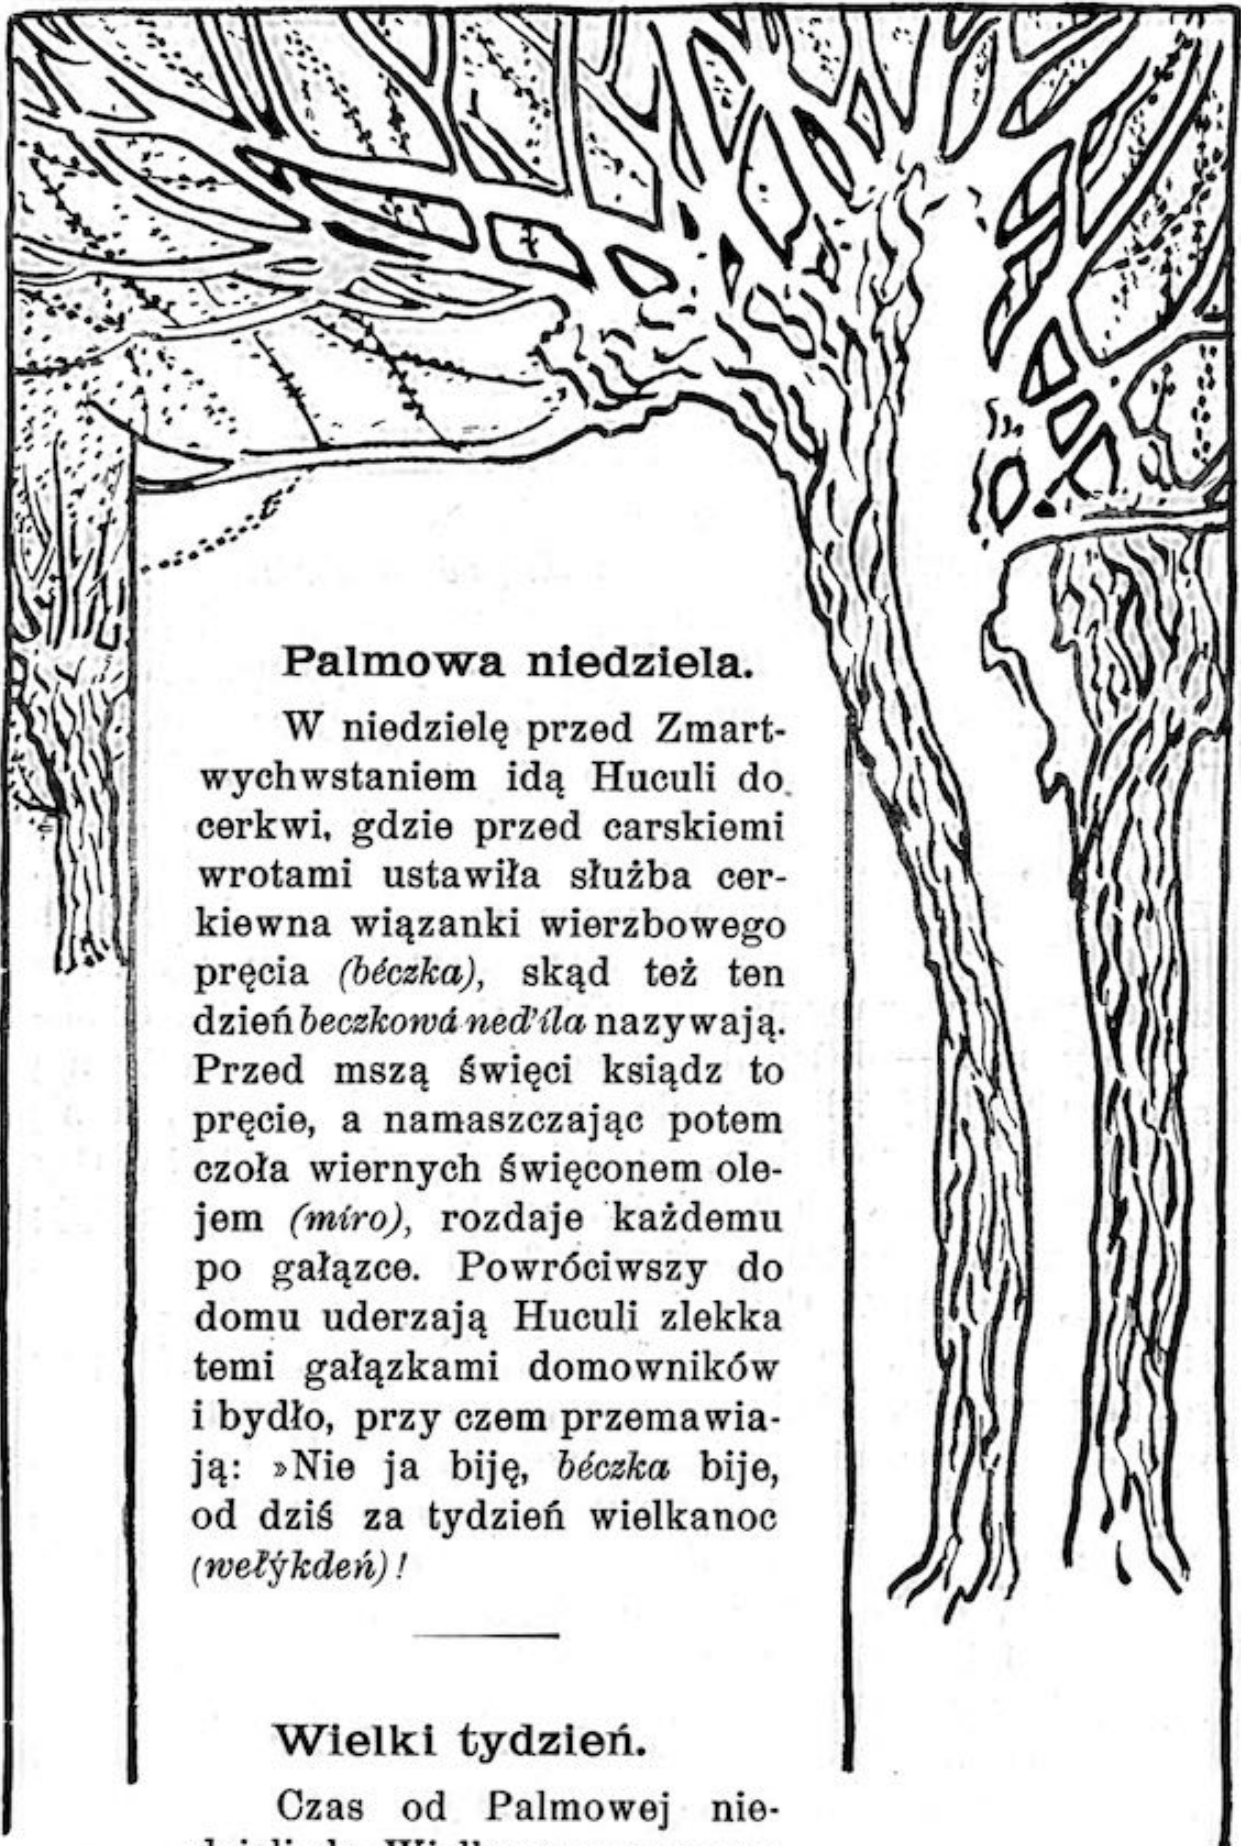 Palmowa niedziela.
W niedzielę przed Zmart-
wychwstaniem idą Huculi do
cerkwi, gdzie przed carskiemi
wrotami ustawiła służba cer-
kiewna wiązanki wierzbowego
pręcia (béczka), skąd też ten
dzień beczkowá ned'íla nazywają.
Przed mszą święci ksiądz to
pręcie, a namaszczając potem
czoła wiernych święconem ole-
jem (míro), rozdaje każdemu
po gałązce. Powróciwszy do
domu uderzają Huculi zlekka
temi gałązkami domowników
i bydło, przy czem przemawia-
ją: »Nie ja biję, béczka bije,
od dziś za tydzień wielkanoc
(wełýkdeń)!
Wielki tydzień.
Czas od Palmowej nie-